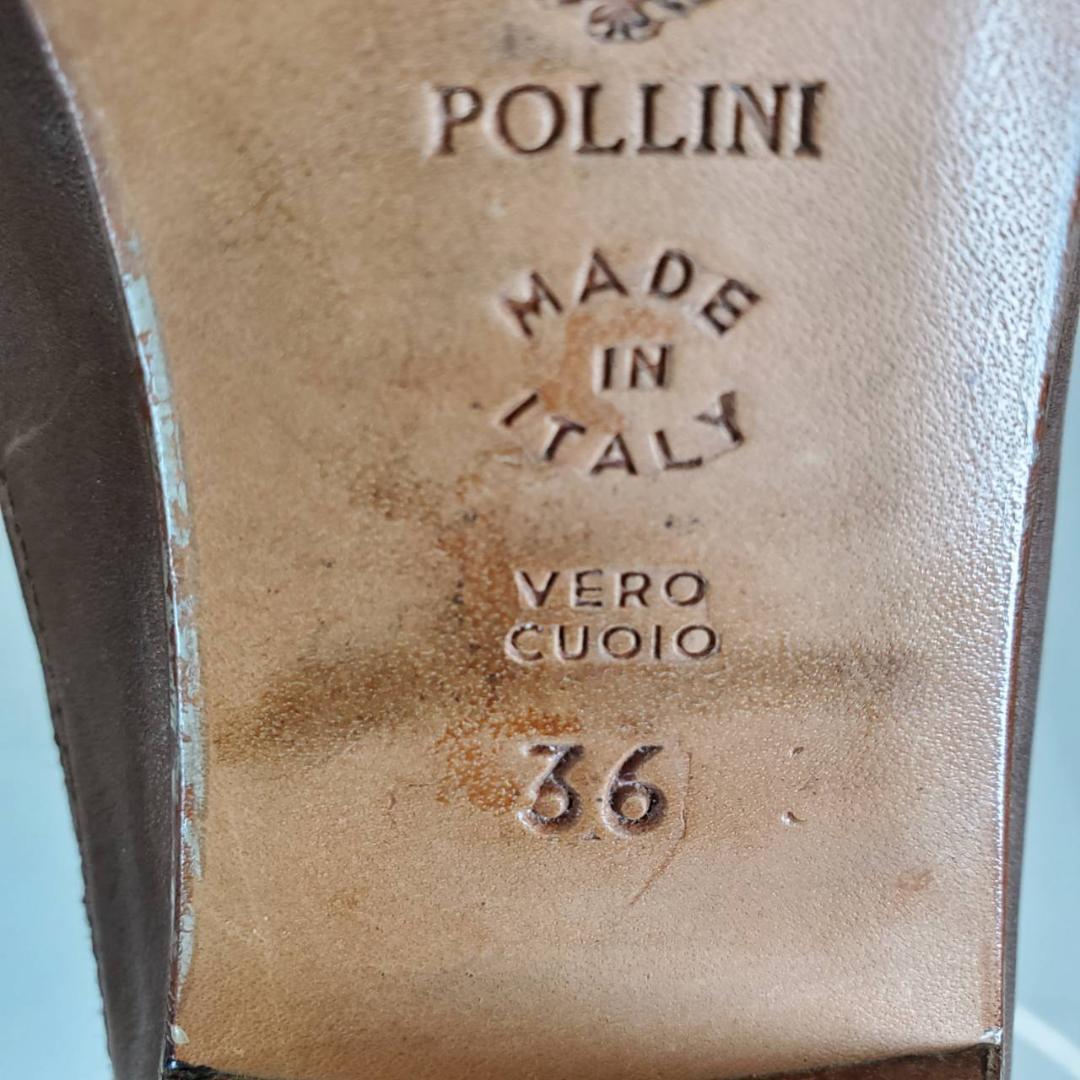 POLLINI
MADE
IN
ITALY
VERO
CUOIO
36